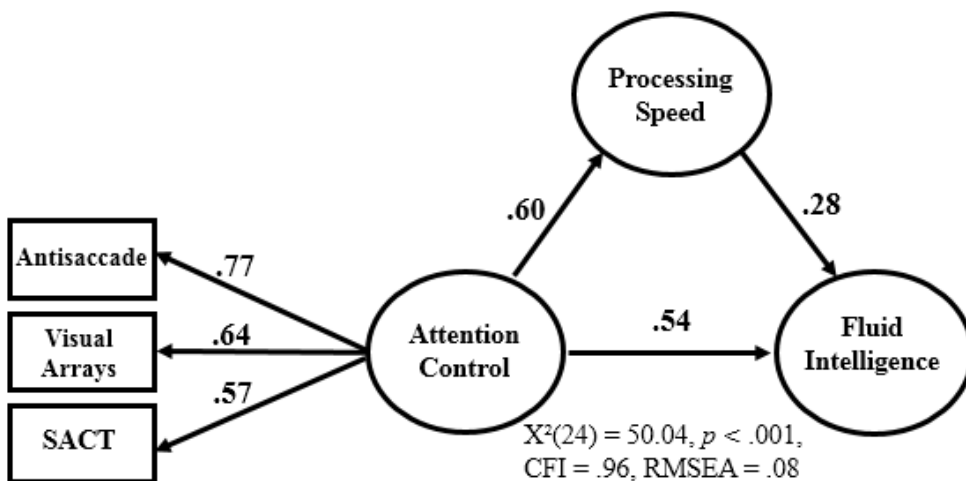 Processing
Speed
.60
.28
Antisaccade
.77
Visual
Arrays
.64
SACT
.57
Attention
Control
.54
Fluid
Intelligence
X²(24) = 50.04, p < .001,
CFI = .96, RMSEA = .08